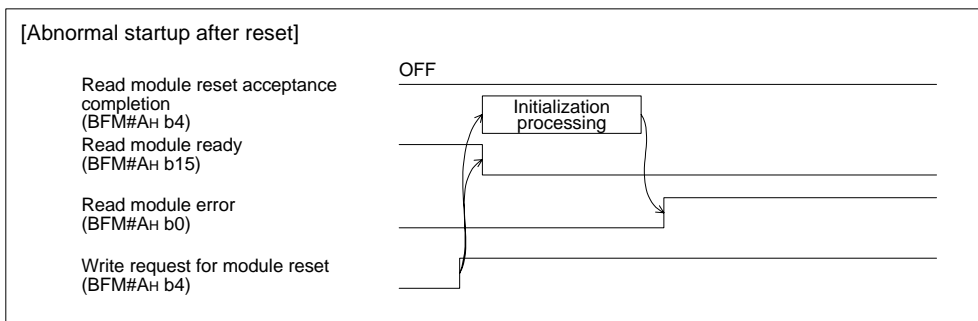 [Abnormal startup after reset]
OFF
Read module reset acceptance
completion
(BFM#AH b4)
Initialization
processing
Read module ready
(BFM#AH b15)
Read module error
(BFM#AH b0)
Write request for module reset
(BFM#AH b4)